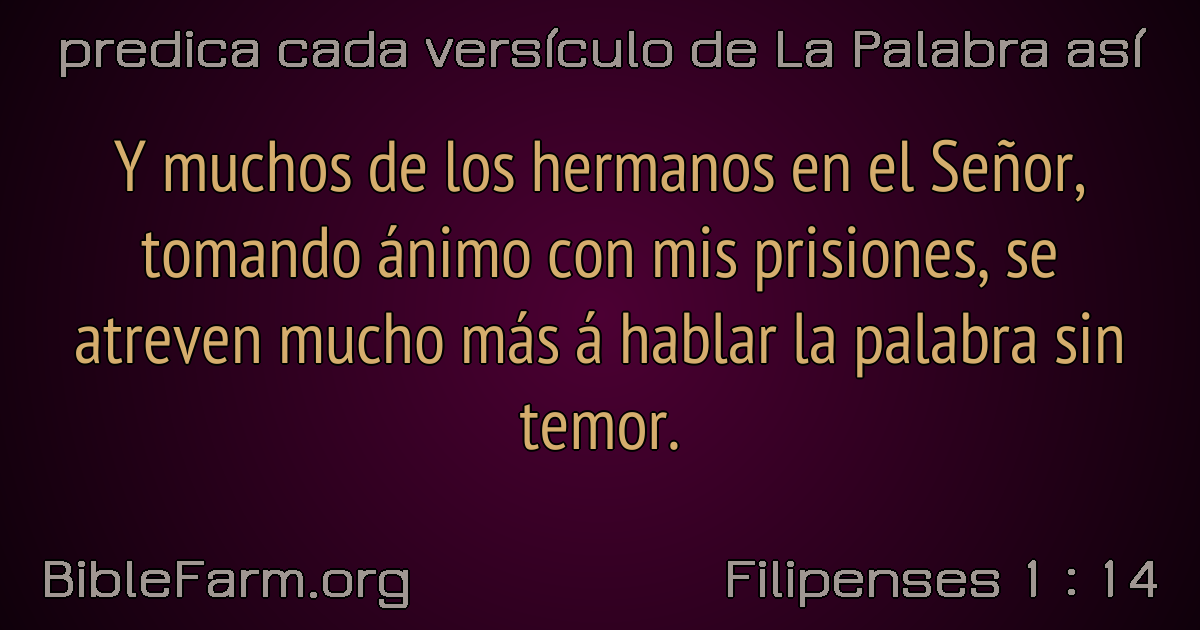 predica cada versículo de La Palabra así
Y muchos de los hermanos en el Señor,
tomando ánimo con mis prisiones, se
atreven mucho más á hablar la palabra sin
temor.
BibleFarm.org
Filipenses 1 : 14